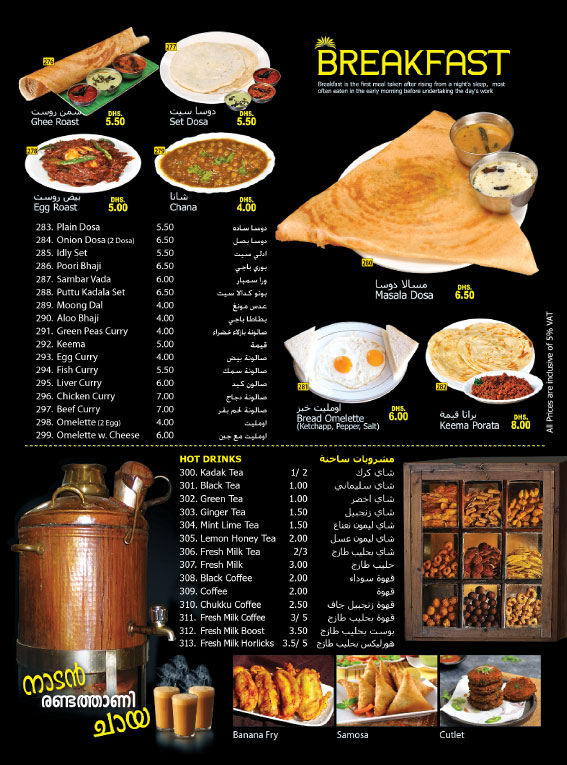 BREAKFAST
Breakfast is the first meal taken after rising from a night's sleep, most
often eaten in the early morning before undertaking the day's work
276
سمن روست
Ghee Roast
DHS.
5.50
277
دوسا سيت
Set Dosa
DHS.
5.50
278
بيض روست
Egg Roast
DHS.
5.00
279
شانا
Chana
DHS.
4.00
280
مسالا دوسا
Masala Dosa
DHS.
6.50
281
اومليت خبز
Bread Omelette
(Ketchapp, Pepper, Salt)
DHS.
6.00
282
براتا قيمة
Keema Porata
DHS.
8.00
All Prices are inclusive of 5% VAT
283. Plain Dosa 5.50 دوسا ساده
284. Onion Dosa (2 Dosa) 6.50 دوسا بصل
285. Idly Set 5.50 ادلي سيت
286. Poori Bhaji 6.50 بوري باجي
287. Sambar Vada 6.00 ورا سمبار
288. Puttu Kadala Set 6.50 بوتو كدالا سيت
289. Moong Dal 4.00 عدس مونغ
290. Aloo Bhaji 4.00 بطاطا باجي
291. Green Peas Curry 4.00 صالونة بازلاء خضراء
292. Keema 5.00 قيمة
293. Egg Curry 4.00 صالونة بيض
294. Fish Curry 5.50 صالونة سمك
295. Liver Curry 6.00 صالون كبد
296. Chicken Curry 7.00 صالونة دجاج
297. Beef Curry 7.00 صالونة لحم بقر
298. Omelette (2 Egg) 4.00 اومليت
299. Omelette w. Cheese 6.00 اومليت مع جبن
HOT DRINKS مشروبات ساخنة
300. Kadak Tea 1/ 2 شاي كرك
301. Black Tea 1.00 شاي سليماني
302. Green Tea 1.00 شاي اخضر
303. Ginger Tea 1.50 شاي زنجبيل
304. Mint Lime Tea 1.50 شاي ليمون نعناع
305. Lemon Honey Tea 2.00 شاي ليمون عسل
306. Fresh Milk Tea 2/3 شاي بحليب طازج
307. Fresh Milk 3.00 حليب طازج
308. Black Coffee 2.00 قهوة سوداء
309. Coffee 2.00 قهوة
310. Chukku Coffee 2.50 قهوة زنجبيل جاف
311. Fresh Milk Coffee 3/ 5 شاي بحليب طازج
312. Fresh Milk Boost 3.50 بوست بحليب طازج
313. Fresh Milk Horlicks 3.5/ 5 هورليكس بحليب طازج
നാടൻ
രണ്ടത്താണി
ചായ
Banana Fry
Samosa
Cutlet